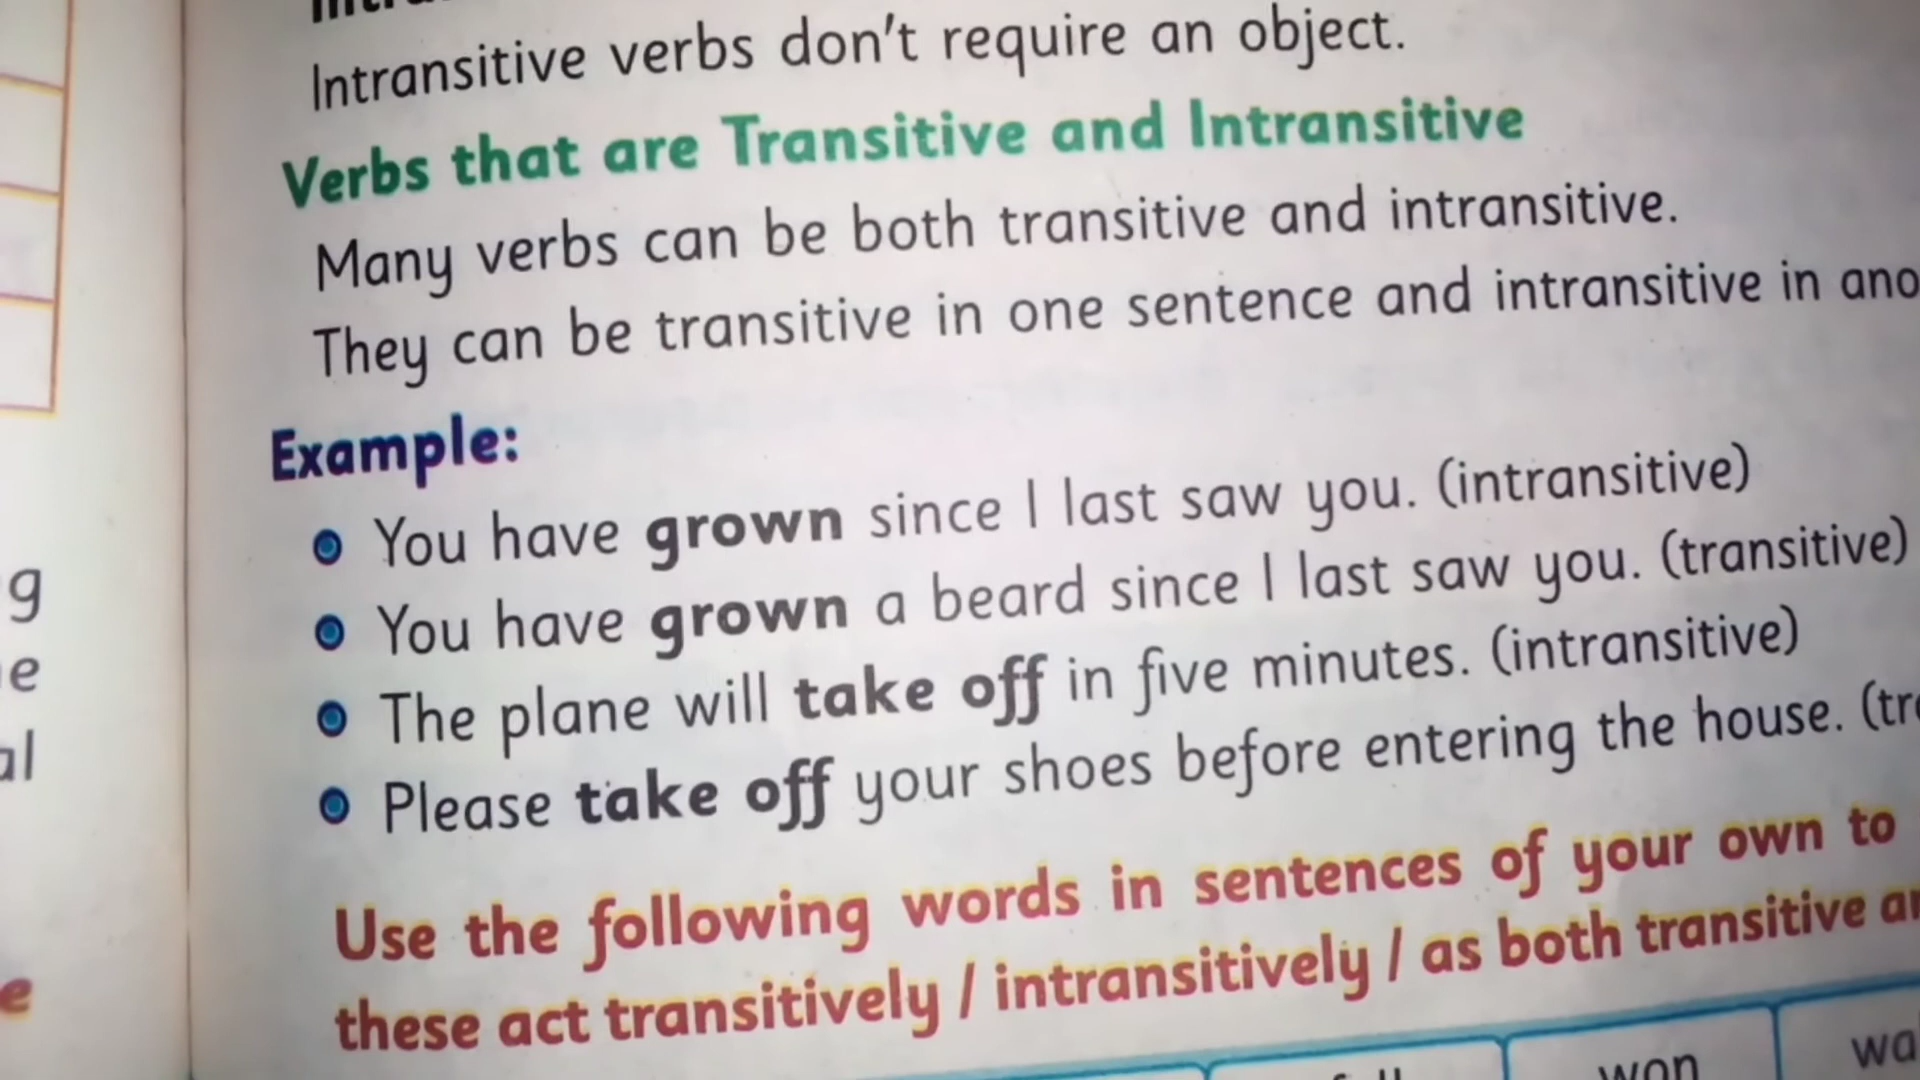 Intransitive verbs don't require an object.
Verbs that are Transitive and Intransitive
Many verbs can be both transitive and intransitive.
They can be transitive in one sentence and intransitive in ano
Example:
You have grown since I last saw you. (intransitive)
You have grown a beard since I last saw you. (transitive)
The plane will take off in five minutes. (intransitive)
Please take off your shoes before entering the house. (tr
Use the following words in sentences of your own to
these act transitively / intransitively / as both transitive
won